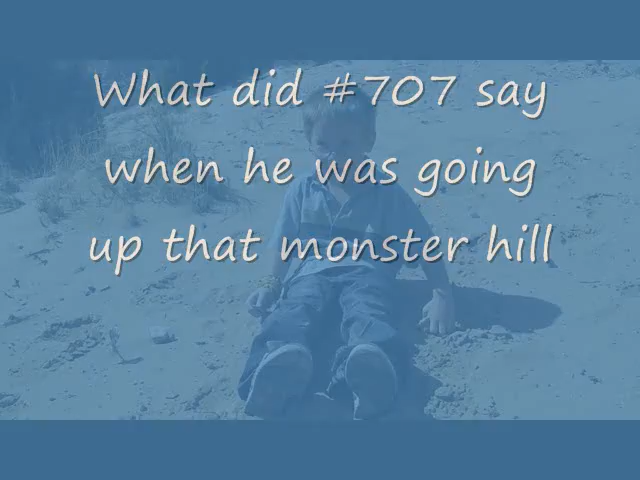 What did #707 say
when he was going
up that monster hill